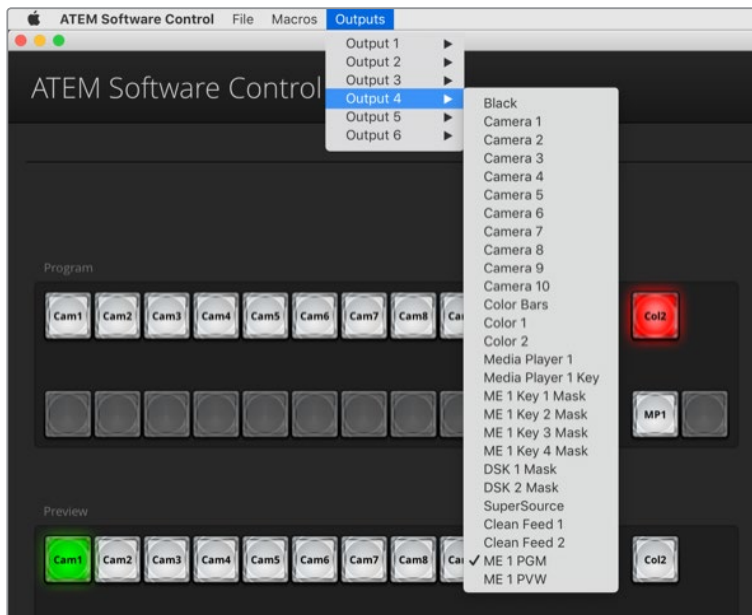 ATEM Software Control File Macros Outputs
Output 1
Output 2
Output 3
Output 4
Output 5
Output 6
ATEM Software Control
Black
Camera 1
Camera 2
Camera 3
Camera 4
Camera 5
Camera 6
Camera 7
Camera 8
Camera 9
Camera 10
Color Bars
Color 1
Color 2
Media Player 1
Media Player 1 Key
ME 1 Key 1 Mask
ME 1 Key 2 Mask
ME 1 Key 3 Mask
ME 1 Key 4 Mask
DSK 1 Mask
DSK 2 Mask
SuperSource
Clean Feed 1
Clean Feed 2
✓ ME 1 PGM
ME 1 PVW
Program
Cam1 Cam2 Cam3 Cam4 Cam5 Cam6 Cam7 Cam8 Col2
MP1
Preview
Cam1 Cam2 Cam3 Cam4 Cam5 Cam6 Cam7 Cam8 Col2